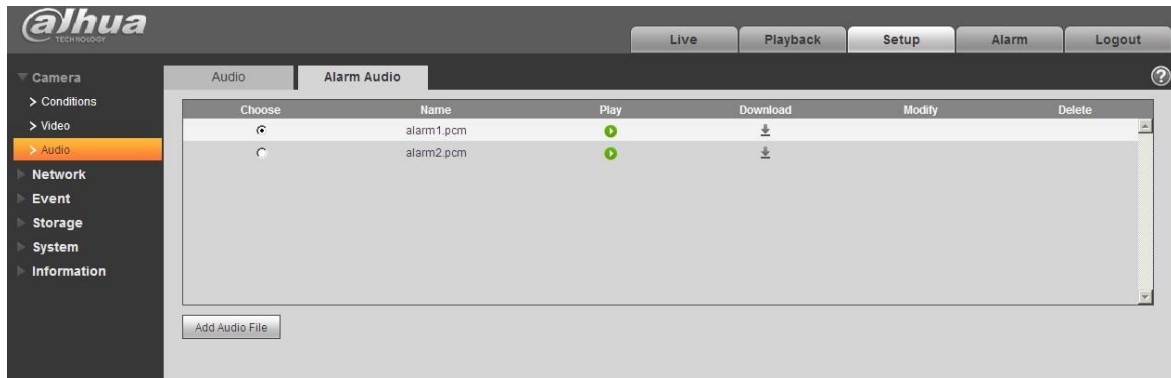 alhua
TECHNOLOGY
Live Playback Setup Alarm Logout
Camera
> Conditions
> Video
> Audio
Network
Event
Storage
System
Information
Audio Alarm Audio
?
Choose Name Play Download Modify Delete
alarm1.pcm
alarm2.pcm
Add Audio File